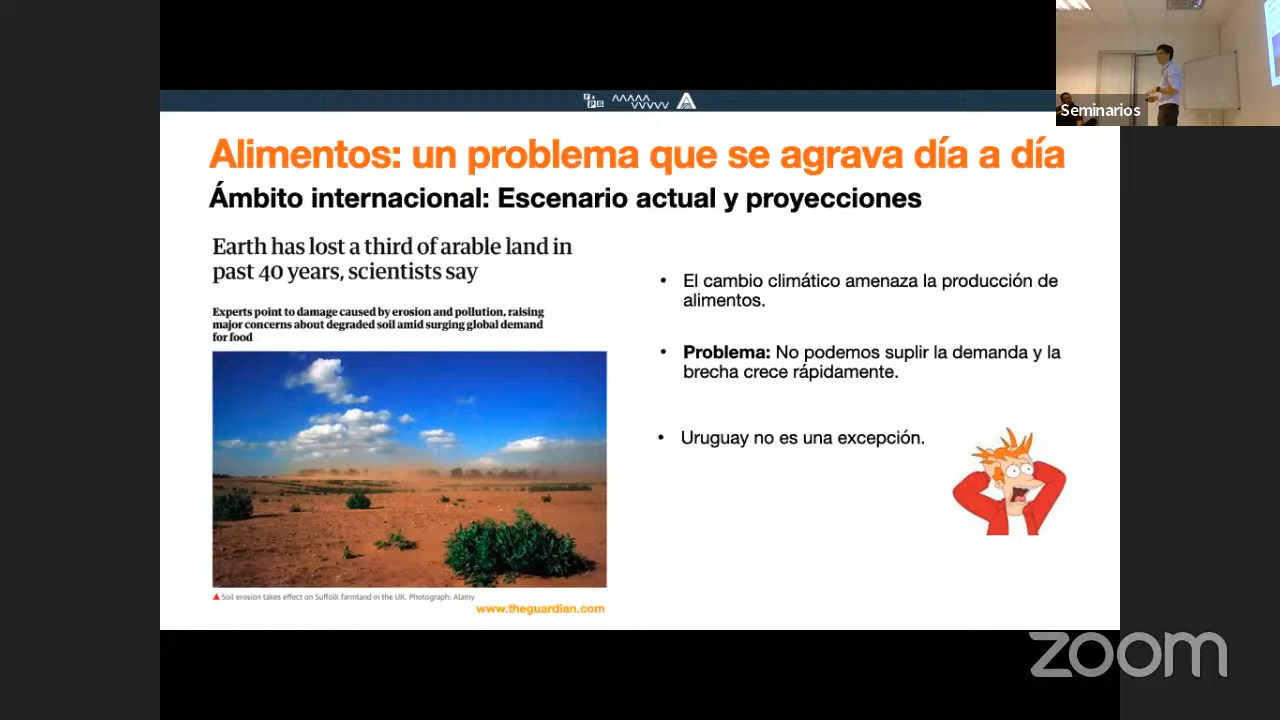 Seminarios
Alimentos: un problema que se agrava día a día
Ámbito internacional: Escenario actual y proyecciones
Earth has lost a third of arable land in
past 40 years, scientists say
Experts point to damage caused by erosion and pollution, raising
major concerns about degraded soil amid surging global demand
for food
Soil erosion takes effect on Suffolk farmland in the UK. Photograph: Alamy
www.theguardian.com
• El cambio climático amenaza la producción de
alimentos.
• Problema: No podemos suplir la demanda y la
brecha crece rápidamente.
• Uruguay no es una excepción.
zoom